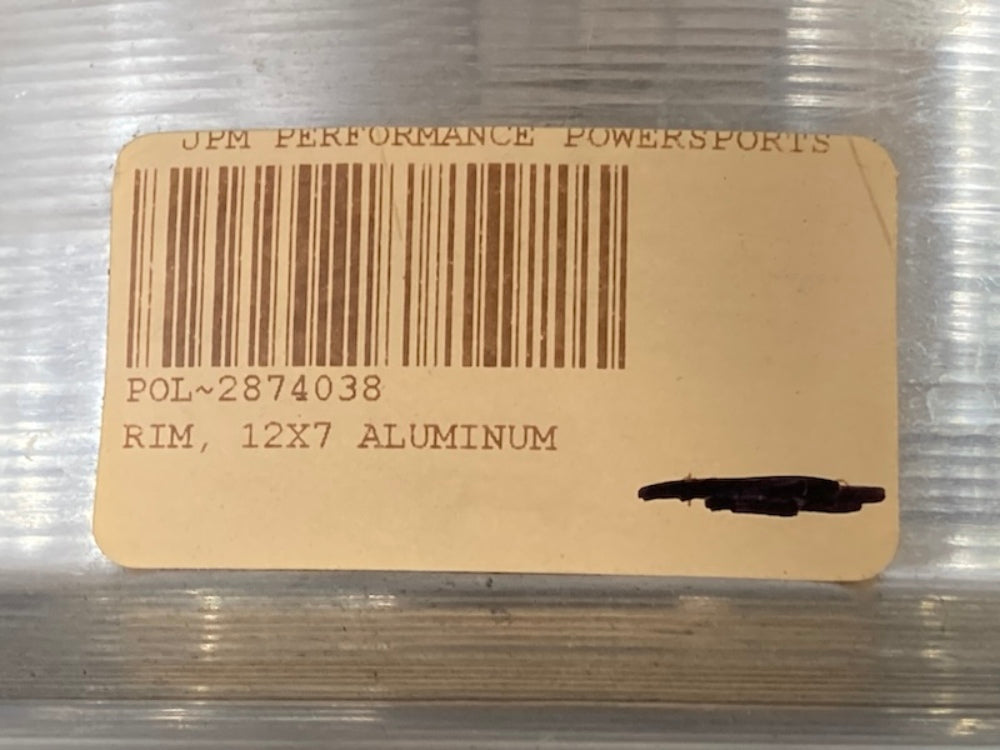 JPM PERFORMANCE POWERSPORTS
POL~2874038
RIM, 12X7 ALUMINUM